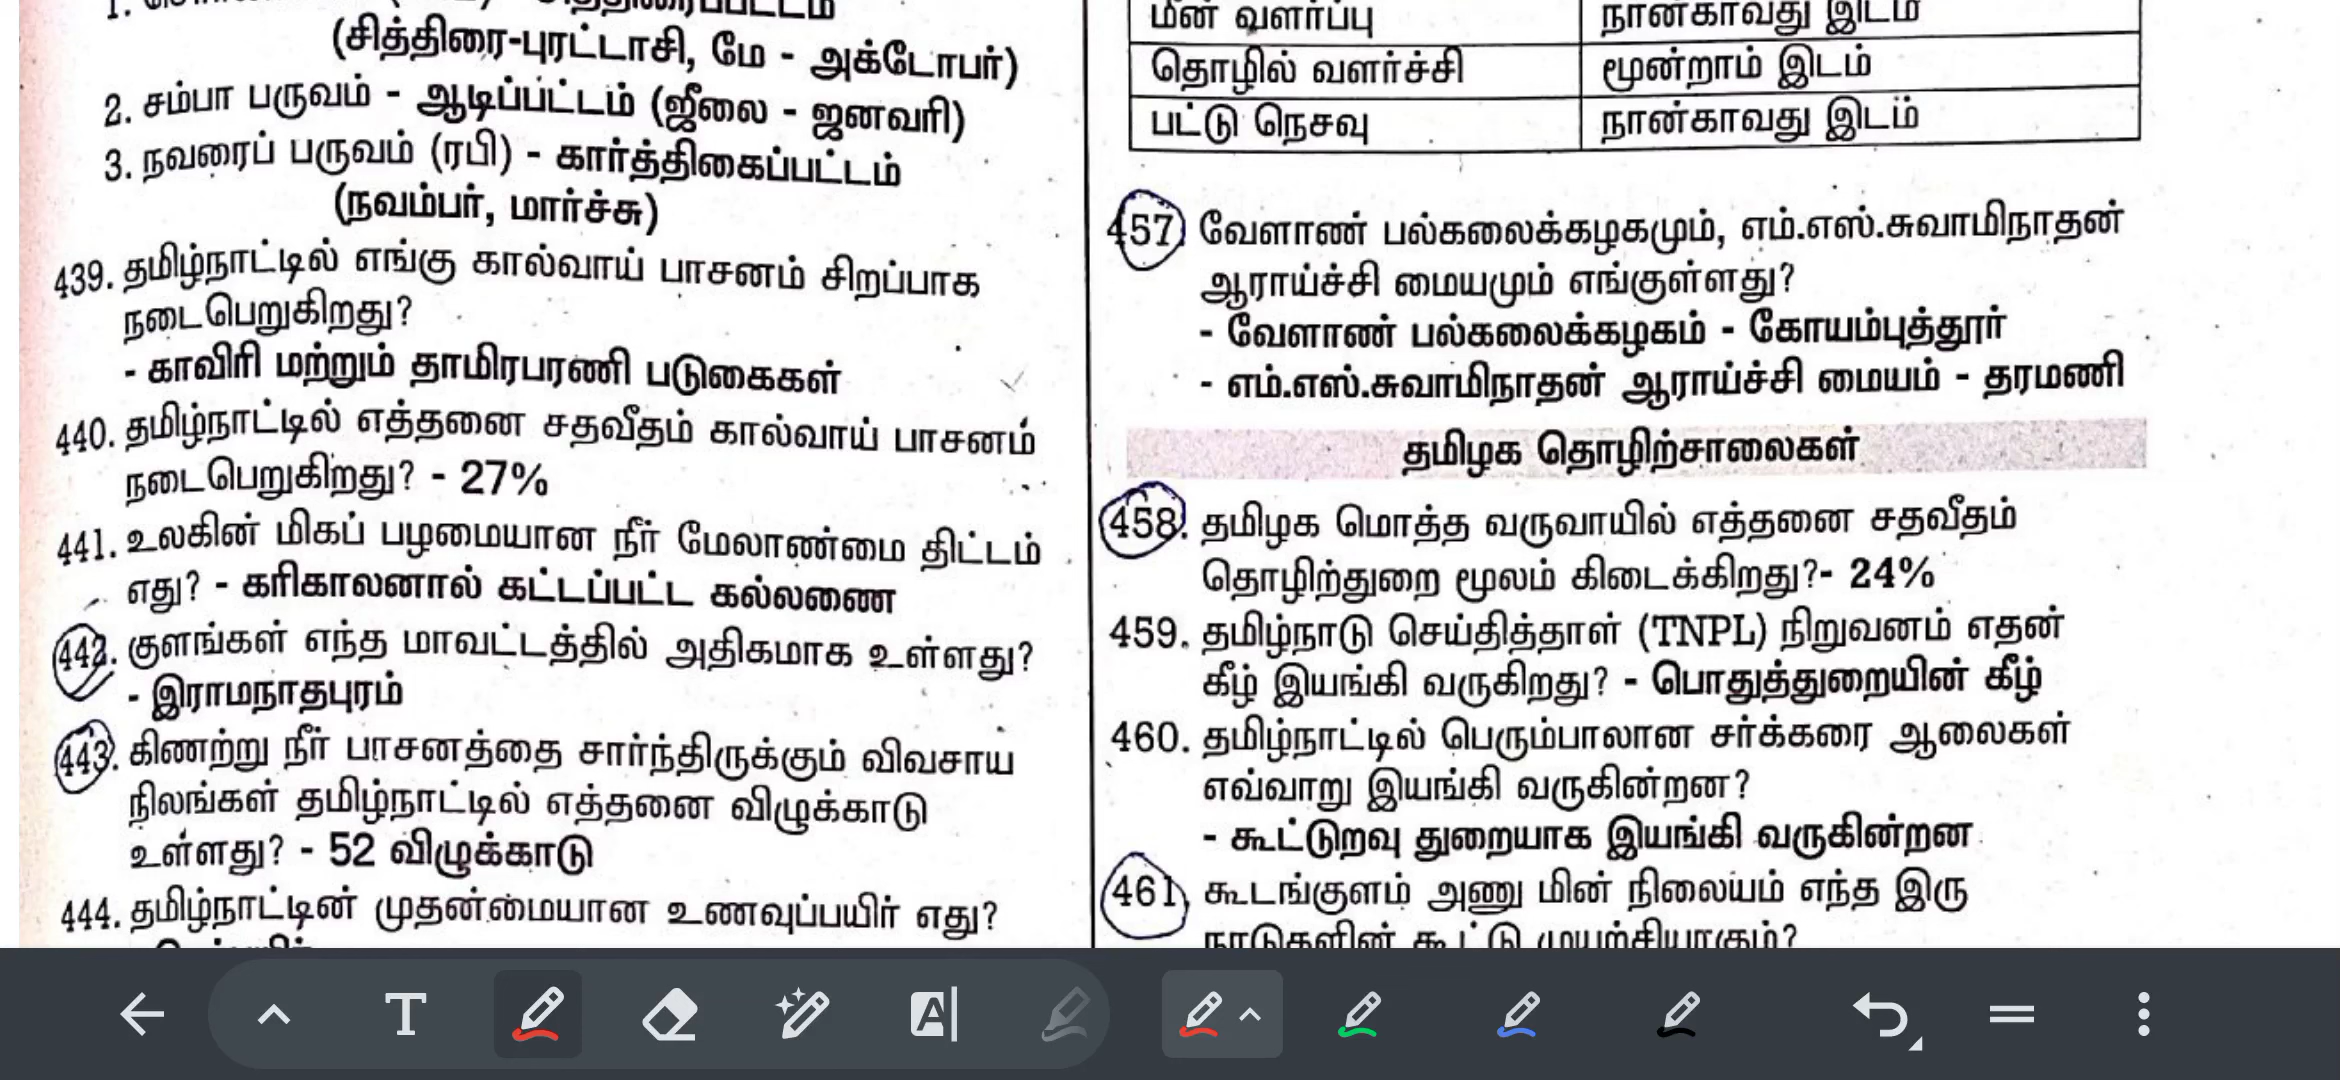 (சித்திரை-புரட்டாசி, மே - அக்டோபர்)
2. சம்பா பருவம் - ஆடிப்பட்டம் (ஜீலை - ஜனவரி)
3. நவரைப் பருவம் (ரபி) - கார்த்திகைப்பட்டம்
(நவம்பர், மார்ச்சு)
439. தமிழ்நாட்டில் எங்கு கால்வாய் பாசனம் சிறப்பாக
நடைபெறுகிறது?
- காவிரி மற்றும் தாமிரபரணி படுகைகள்
440. தமிழ்நாட்டில் எத்தனை சதவீதம் கால்வாய் பாசனம்
நடைபெறுகிறது? - 27%
441. உலகின் மிகப் பழமையான நீர் மேலாண்மை திட்டம்
எது? - கரிகாலனால் கட்டப்பட்ட கல்லணை
442. குளங்கள் எந்த மாவட்டத்தில் அதிகமாக உள்ளது?
- இராமநாதபுரம்
443. கிணற்று நீர் பாசனத்தை சார்ந்திருக்கும் விவசாய
நிலங்கள் தமிழ்நாட்டில் எத்தனை விழுக்காடு
உள்ளது? - 52 விழுக்காடு
444. தமிழ்நாட்டின் முதன்மையான உணவுப்பயிர் எது?
மீன் வளர்ப்பு நான்காவது இடம்
தொழில் வளர்ச்சி மூன்றாம் இடம்
பட்டு நெசவு நான்காவது இடம்
457. வேளாண் பல்கலைக்கழகமும், எம்.எஸ்.சுவாமிநாதன்
ஆராய்ச்சி மையமும் எங்குள்ளது?
- வேளாண் பல்கலைக்கழகம் - கோயம்புத்தூர்
- எம்.எஸ்.சுவாமிநாதன் ஆராய்ச்சி மையம் - தரமணி
தமிழக தொழிற்சாலைகள்
458. தமிழக மொத்த வருவாயில் எத்தனை சதவீதம்
தொழிற்துறை மூலம் கிடைக்கிறது?- 24%
459. தமிழ்நாடு செய்தித்தாள் (TNPL) நிறுவனம் எதன்
கீழ் இயங்கி வருகிறது? - பொதுத்துறையின் கீழ்
460. தமிழ்நாட்டில் பெரும்பாலான சர்க்கரை ஆலைகள்
எவ்வாறு இயங்கி வருகின்றன?
- கூட்டுறவு துறையாக இயங்கி வருகின்றன
461. கூடங்குளம் அணு மின் நிலையம் எந்த இரு
நாடுகளின் கூட்டு முயற்சியாகும்?